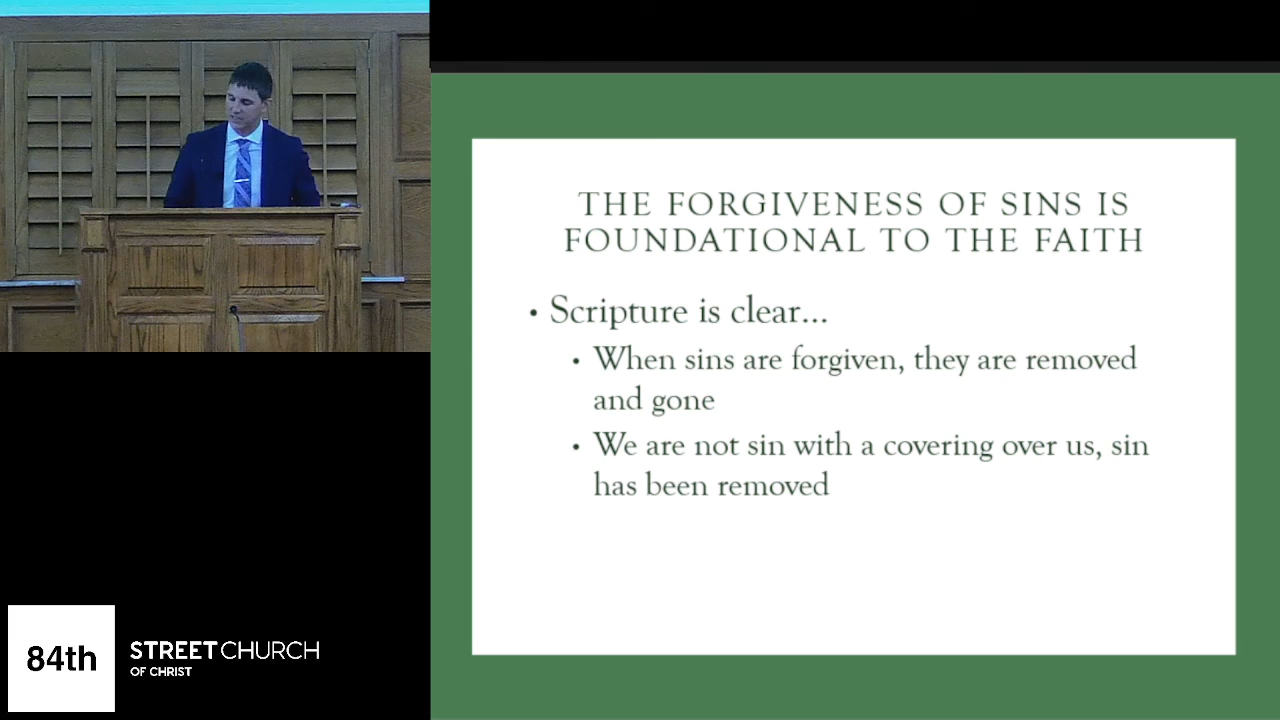 THE FORGIVENESS OF SINS IS
FOUNDATIONAL TO THE FAITH
• Scripture is clear...
• When sins are forgiven, they are removed
and gone
• We are not sin with a covering over us, sin
has been removed
84th
STREET CHURCH
OF CHRIST